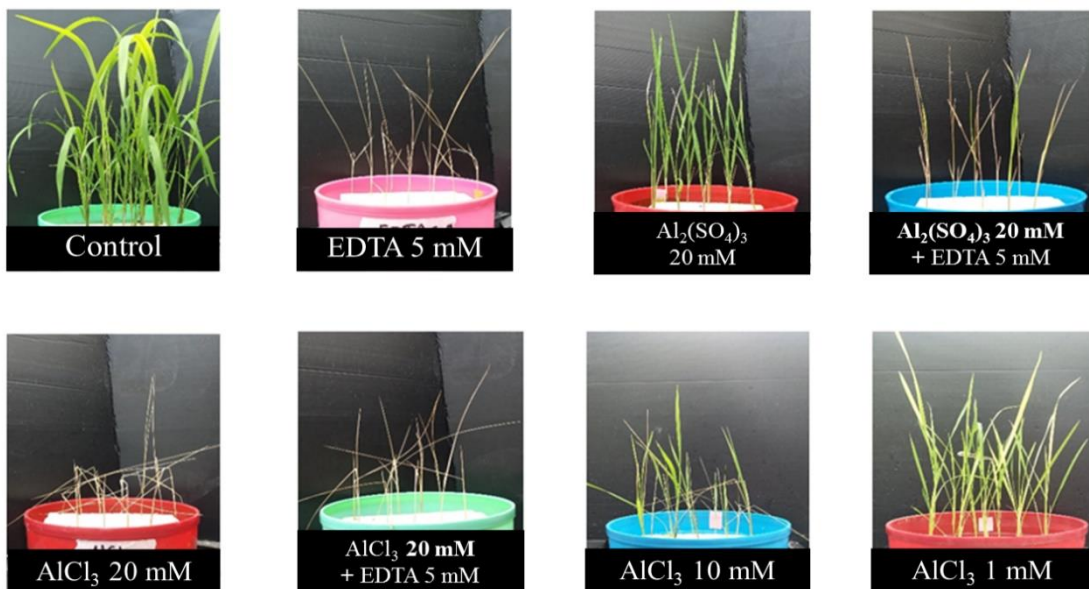 Control
EDTA 5 mM
Al₂(SO₄)₃
20 mM
Al₂(SO₄)₃ 20 mM
+ EDTA 5 mM
AlCl₃ 20 mM
AlCl₃ 20 mM
+ EDTA 5 mM
AlCl₃ 10 mM
AlCl₃ 1 mM